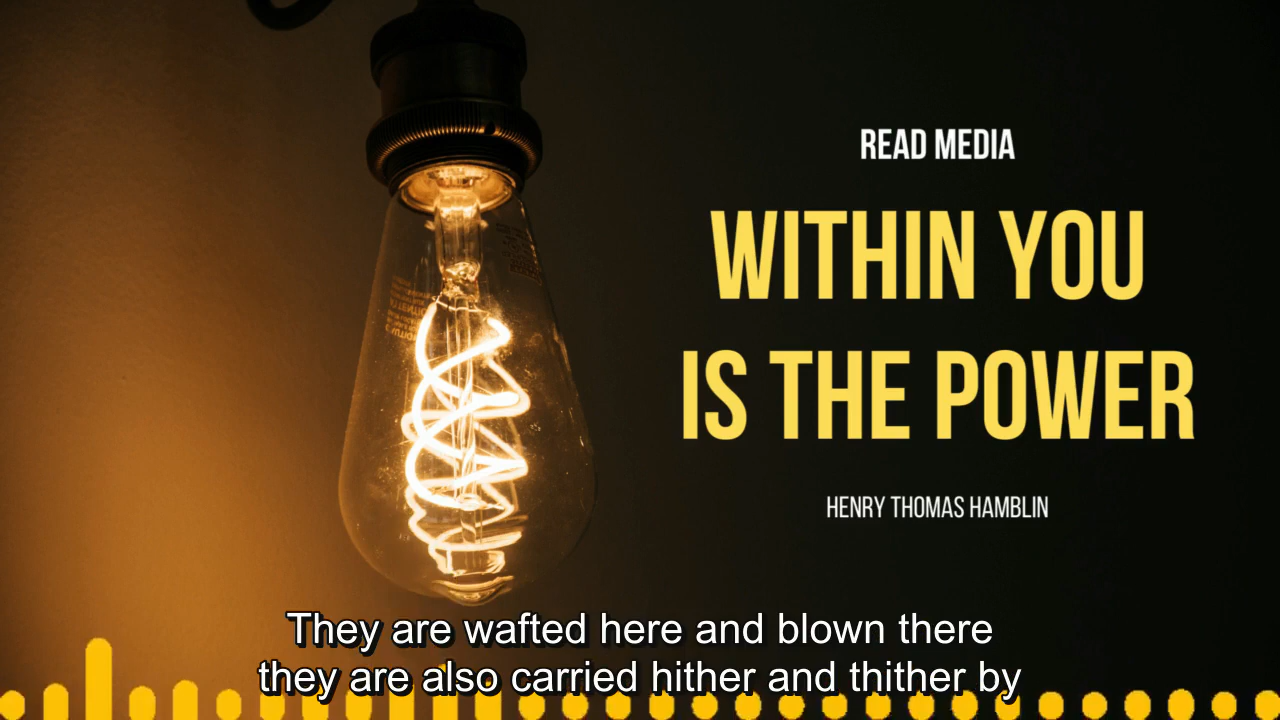 READ MEDIA
WITHIN YOU
IS THE POWER
HENRY THOMAS HAMBLIN
They are wafted here and blown there
they are also carried hither and thither by